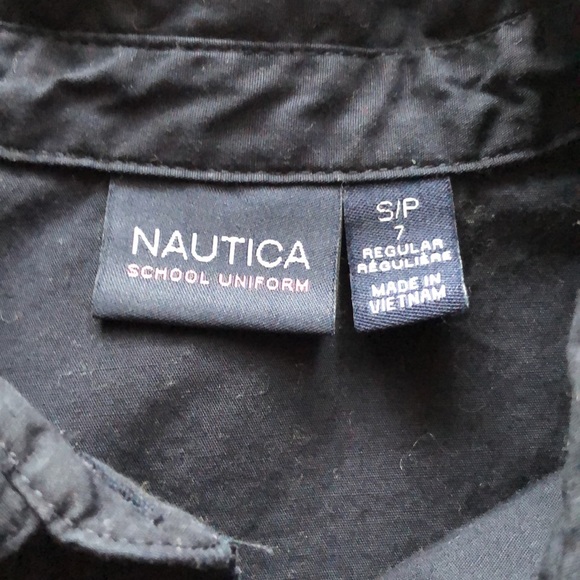 NAUTICA
SCHOOL UNIFORM
S/P
7
REGULAR
RÉGULIÈRE
MADE IN
VIETNAM